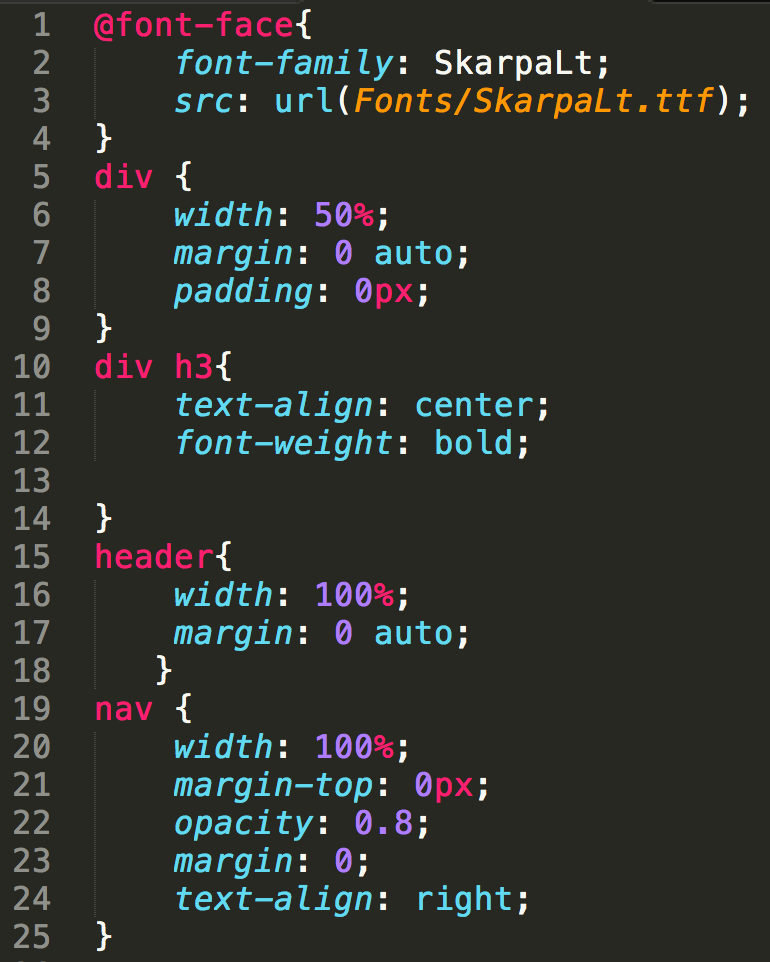 1 @font-face{
2 font-family: SkarpaLt;
3 src: url(Fonts/SkarpaLt.ttf);
4 }
5 div {
6 width: 50%;
7 margin: 0 auto;
8 padding: 0px;
9 }
10 div h3{
11 text-align: center;
12 font-weight: bold;
13
14 }
15 header{
16 width: 100%;
17 margin: 0 auto;
18 }
19 nav {
20 width: 100%;
21 margin-top: 0px;
22 opacity: 0.8;
23 margin: 0;
24 text-align: right;
25 }